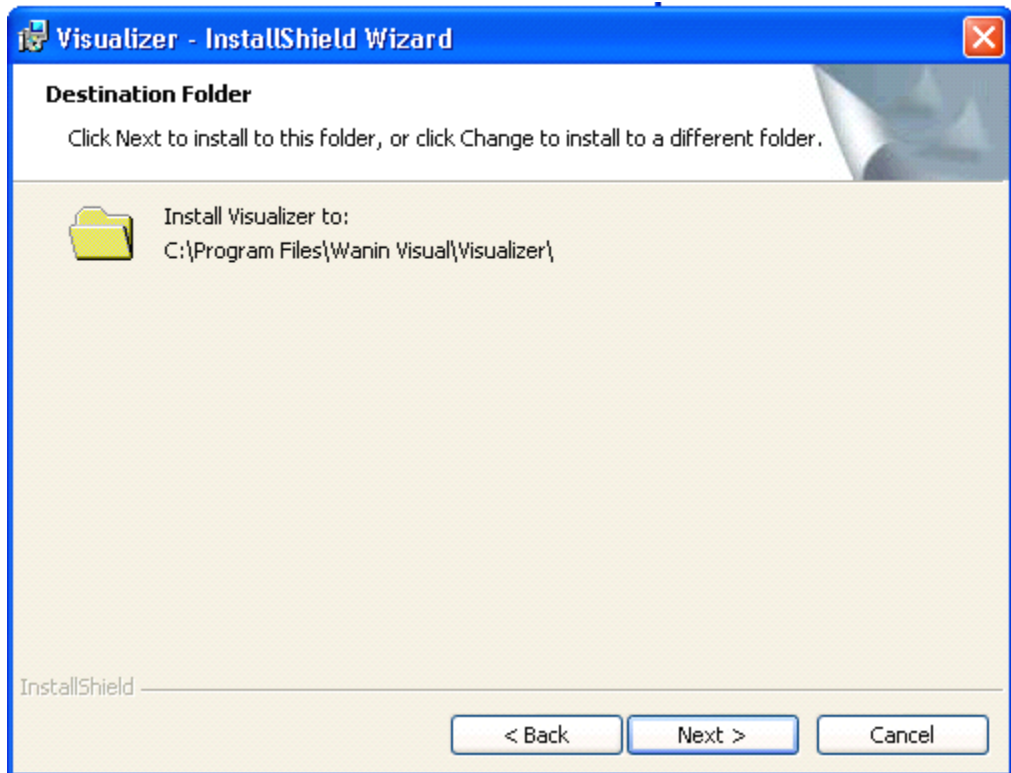 Visualizer - InstallShield Wizard
Destination Folder
Click Next to install to this folder, or click Change to install to a different folder.
Install Visualizer to:
C:\Program Files\Wanin Visual\Visualizer\
InstallShield
< Back
Next >
Cancel